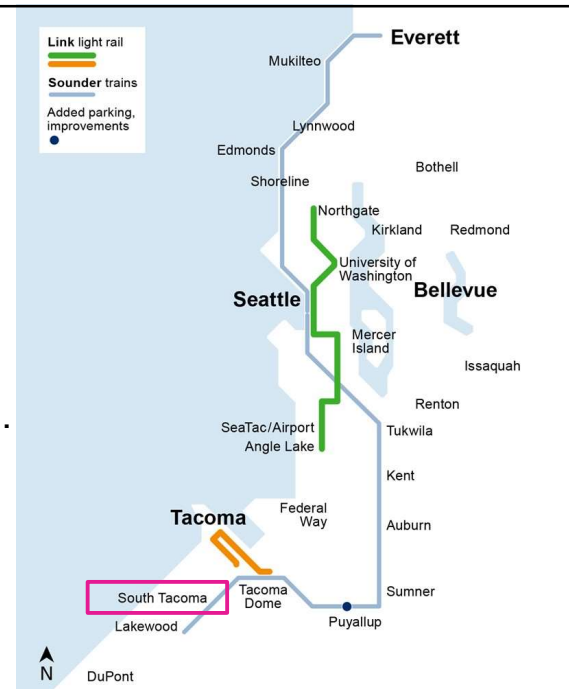 Link light rail
Sounder trains
Added parking,
improvements
Everett
Mukilteo
Lynnwood
Edmonds
Bothell
Shoreline
Northgate
Kirkland
Redmond
University of
Washington
Bellevue
Seattle
Mercer
Island
Issaquah
Renton
SeaTac/Airport
Tukwila
Angle Lake
Kent
Federal
Way
Tacoma
Auburn
South Tacoma
Tacoma
Dome
Sumner
Puyallup
Lakewood
N
DuPont